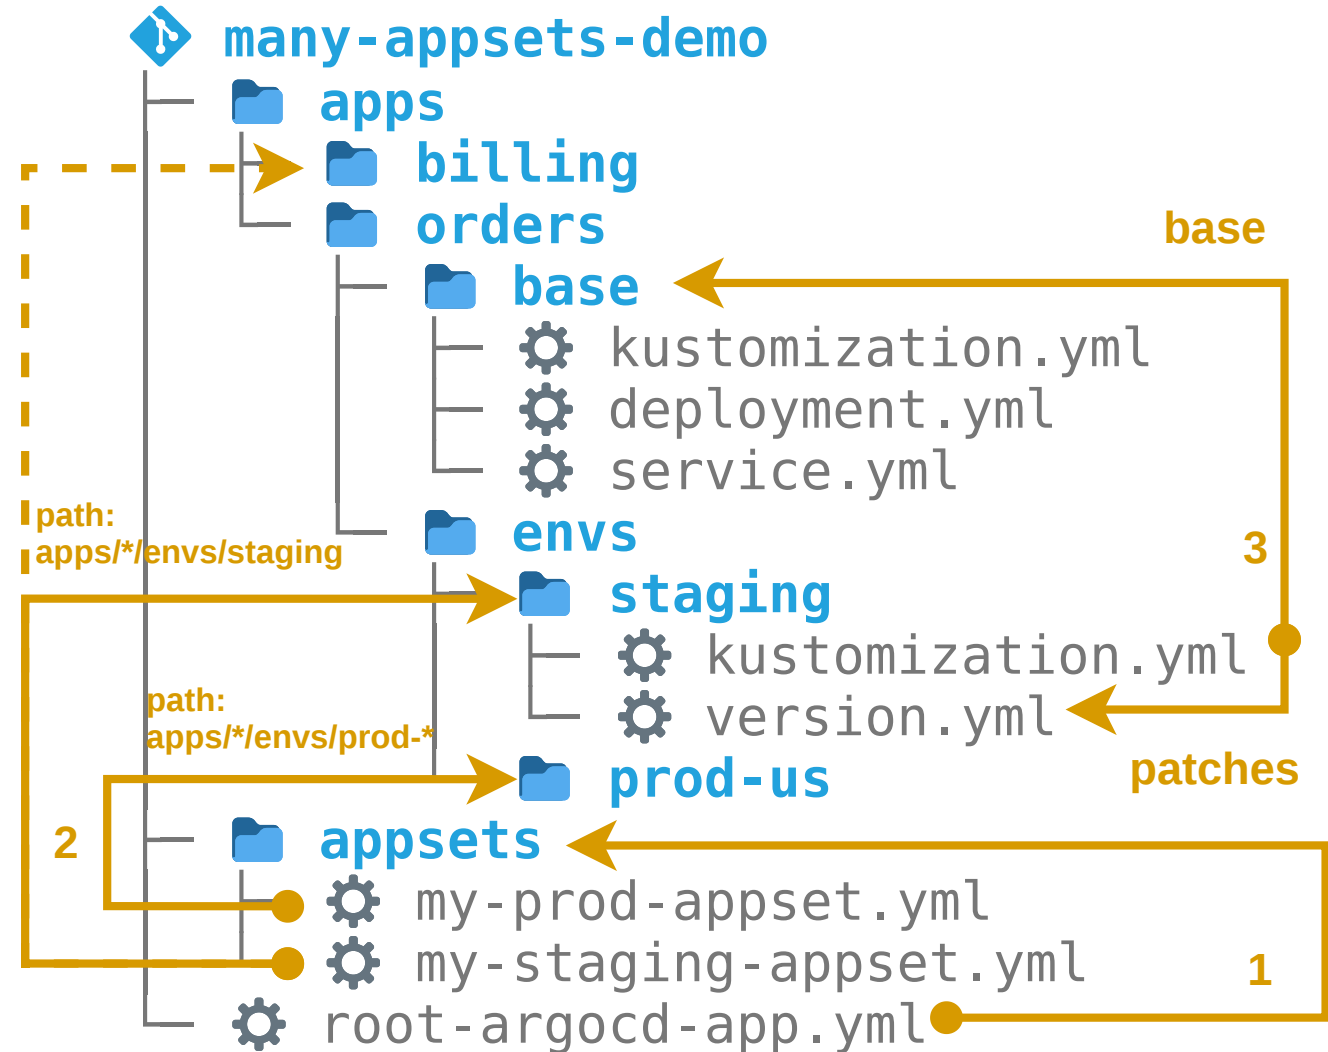 many-appsets-demo
apps
billing
orders
base
base
kustomization.yml
deployment.yml
service.yml
path:
apps/*/envs/staging
envs
3
staging
kustomization.yml
version.yml
path:
apps/*/envs/prod-*
patches
prod-us
2
appsets
my-prod-appset.yml
my-staging-appset.yml
1
root-argocd-app.yml